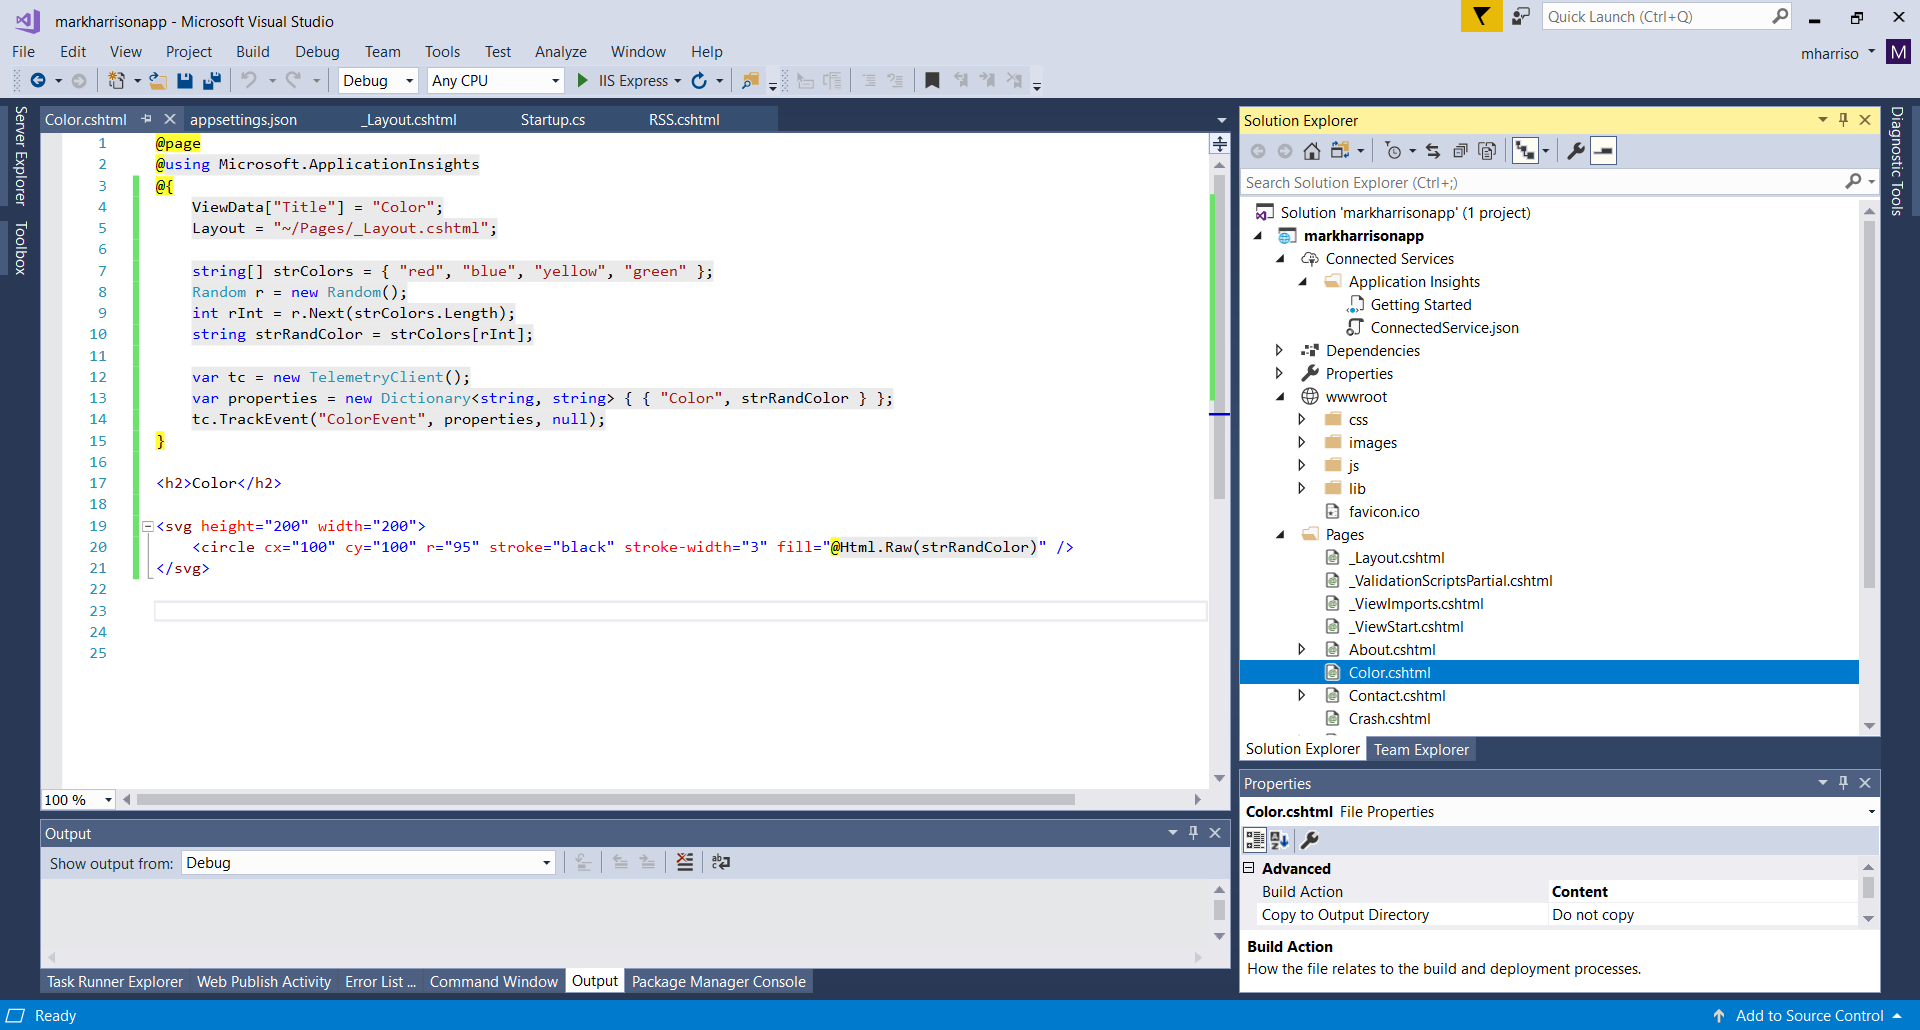 markharrisonapp - Microsoft Visual Studio
Quick Launch (Ctrl+Q)
File Edit View Project Build Debug Team Tools Test Analyze Window Help
mharriso M
Debug Any CPU IIS Express
Server Explorer
Toolbox
Color.cshtml appsettings.json _Layout.cshtml Startup.cs RSS.cshtml
1 @page
2 @using Microsoft.ApplicationInsights
3 @{
4 ViewData["Title"] = "Color";
5 Layout = "~/Pages/_Layout.cshtml";
6
7 string[] strColors = { "red", "blue", "yellow", "green" };
8 Random r = new Random();
9 int rInt = r.Next(strColors.Length);
10 string strRandColor = strColors[rInt];
11
12 var tc = new TelemetryClient();
13 var properties = new Dictionary<string, string> { { "Color", strRandColor } };
14 tc.TrackEvent("ColorEvent", properties, null);
15 }
16
17 <h2>Color</h2>
18
19 <svg height="200" width="200">
20 <circle cx="100" cy="100" r="95" stroke="black" stroke-width="3" fill="@Html.Raw(strRandColor)" />
21 </svg>
22
23
24
25
100 %
Output
Show output from: Debug
Task Runner Explorer Web Publish Activity Error List ... Command Window Output Package Manager Console
Solution Explorer
Search Solution Explorer (Ctrl+;)
Solution 'markharrisonapp' (1 project)
markharrisonapp
Connected Services
Application Insights
Getting Started
ConnectedService.json
Dependencies
Properties
wwwroot
css
images
js
lib
favicon.ico
Pages
_Layout.cshtml
_ValidationScriptsPartial.cshtml
_ViewImports.cshtml
_ViewStart.cshtml
About.cshtml
Color.cshtml
Contact.cshtml
Crash.cshtml
Solution Explorer Team Explorer
Properties
Color.cshtml File Properties
Advanced
Build Action Content
Copy to Output Directory Do not copy
Build Action
How the file relates to the build and deployment processes.
Diagnostic Tools
Ready
Add to Source Control